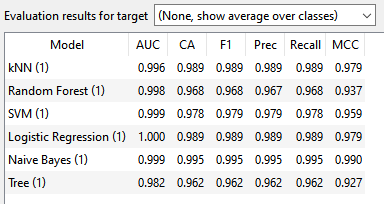 Evaluation results for target (None, show average over classes)
Model AUC CA F1 Prec Recall MCC
kNN (1) 0.996 0.989 0.989 0.989 0.989 0.979
Random Forest (1) 0.998 0.968 0.968 0.967 0.968 0.937
SVM (1) 0.999 0.978 0.979 0.979 0.978 0.959
Logistic Regression (1) 1.000 0.989 0.989 0.989 0.989 0.979
Naive Bayes (1) 0.999 0.995 0.995 0.995 0.995 0.990
Tree (1) 0.982 0.962 0.962 0.962 0.962 0.927